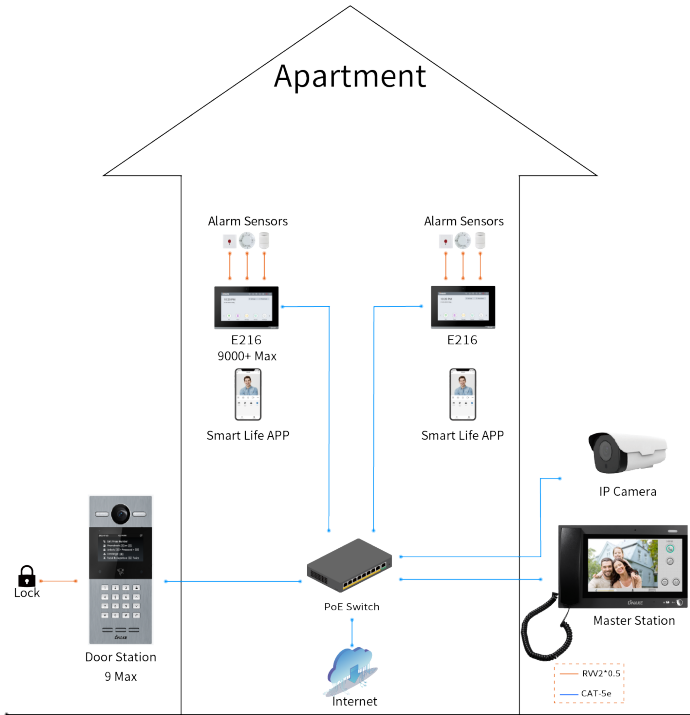 Apartment
Alarm Sensors
Alarm Sensors
E216
9000+ Max
E216
Smart Life APP
Smart Life APP
IP Camera
Lock
PoE Switch
Master Station
Door Station
9 Max
Internet
RVV2*0.5
CAT-5e